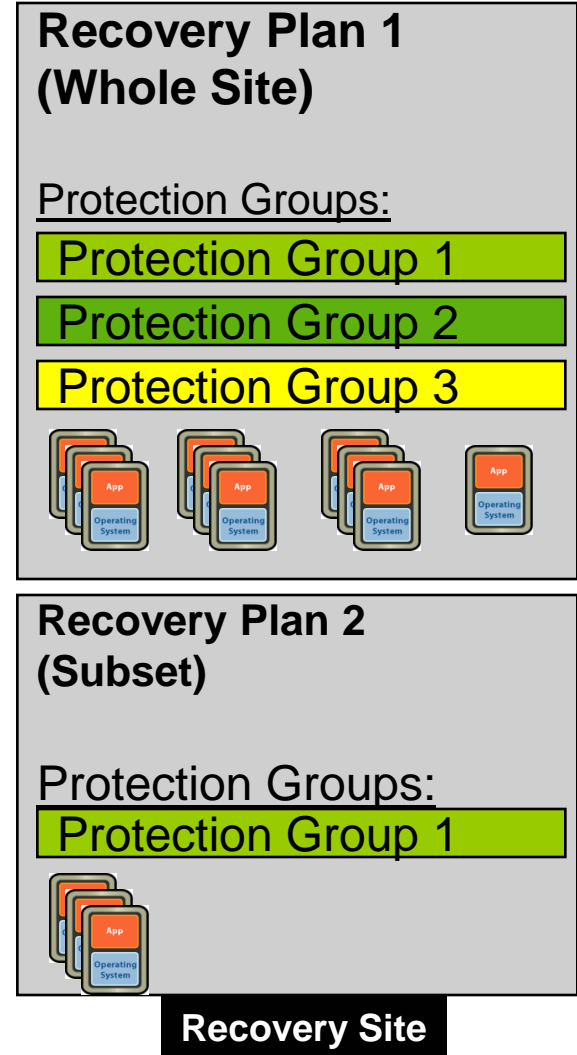 Recovery Plan 1
(Whole Site)
Protection Groups:
Protection Group 1
Protection Group 2
Protection Group 3
App
App
App
App
Operating
System
Operating
System
Operating
System
Operating
System
Recovery Plan 2
(Subset)
Protection Groups:
Protection Group 1
App
Operating
System
Recovery Site